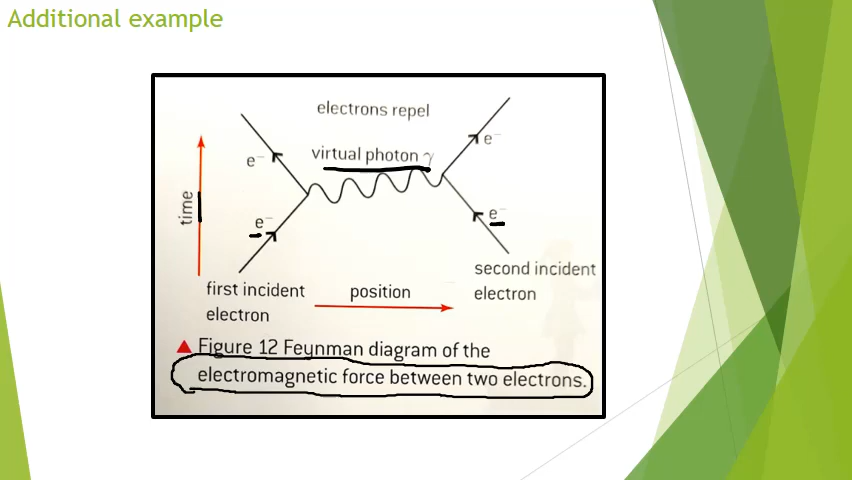 Additional example
electrons repel
virtual photon γ
e⁻
e⁻
time
e⁻
e⁻
first incident
electron
position
second incident
electron
▲ Figure 12 Feynman diagram of the
electromagnetic force between two electrons.